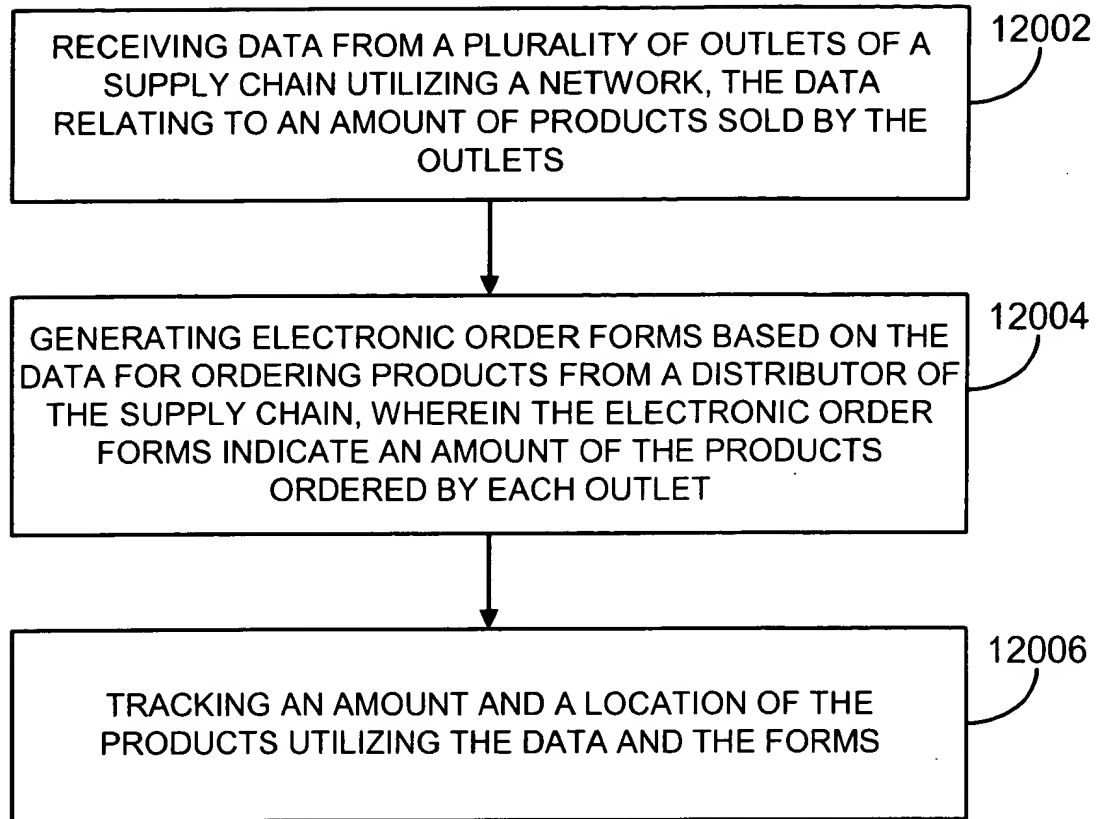 RECEIVING DATA FROM A PLURALITY OF OUTLETS OF A
SUPPLY CHAIN UTILIZING A NETWORK, THE DATA
RELATING TO AN AMOUNT OF PRODUCTS SOLD BY THE
OUTLETS
12002
GENERATING ELECTRONIC ORDER FORMS BASED ON THE
DATA FOR ORDERING PRODUCTS FROM A DISTRIBUTOR OF
THE SUPPLY CHAIN, WHEREIN THE ELECTRONIC ORDER
FORMS INDICATE AN AMOUNT OF THE PRODUCTS
ORDERED BY EACH OUTLET
12004
TRACKING AN AMOUNT AND A LOCATION OF THE
PRODUCTS UTILIZING THE DATA AND THE FORMS
12006